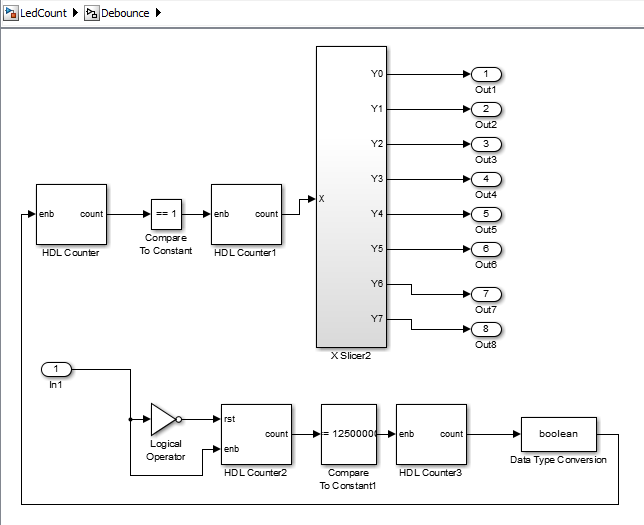 LedCount Debounce
Y0 1
Out1
Y1 2
Out2
Y2 3
Out3
Y3 4
Out4
Y4 5
Out5
Y5 6
Out6
Y6 7
Out7
Y7 8
Out8
X
X Slicer2
enb count
HDL Counter
== 1
Compare
To Constant
enb count
HDL Counter1
1
In1
Logical
Operator
rst
enb
count
HDL Counter2
= 12500000
Compare
To Constant1
enb count
HDL Counter3
boolean
Data Type Conversion